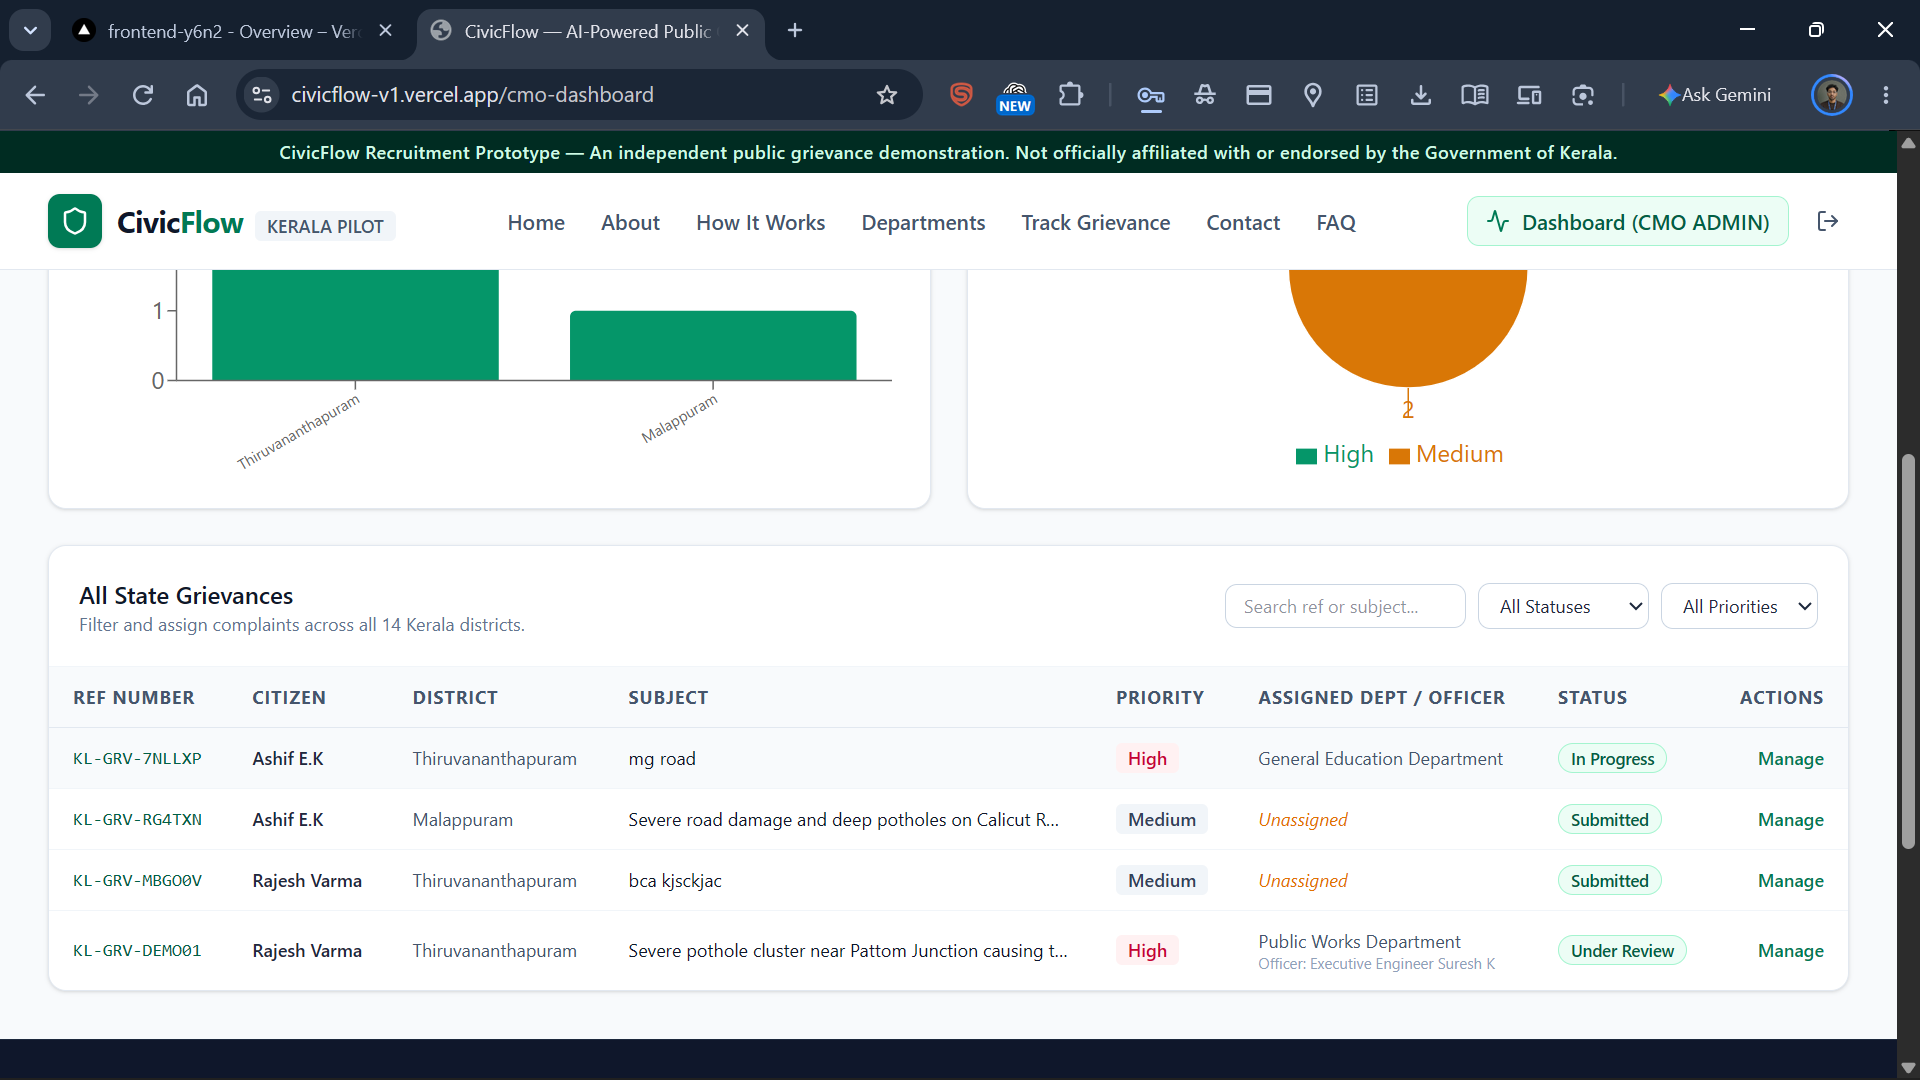 frontend-y6n2 - Overview – Ver
CivicFlow — AI-Powered Public
civicflow-v1.vercel.app/cmo-dashboard
NEW
Ask Gemini
CivicFlow Recruitment Prototype — An independent public grievance demonstration. Not officially affiliated with or endorsed by the Government of Kerala.
CivicFlow KERALA PILOT Home About How It Works Departments Track Grievance Contact FAQ Dashboard (CMO ADMIN)
1
0
Thiruvananthapuram
Malappuram
2
High Medium
All State Grievances
Filter and assign complaints across all 14 Kerala districts.
Search ref or subject... All Statuses All Priorities
REF NUMBER CITIZEN DISTRICT SUBJECT PRIORITY ASSIGNED DEPT / OFFICER STATUS ACTIONS
KL-GRV-7NLLXP Ashif E.K Thiruvananthapuram mg road High General Education Department In Progress Manage
KL-GRV-RG4TXN Ashif E.K Malappuram Severe road damage and deep potholes on Calicut R... Medium Unassigned Submitted Manage
KL-GRV-MBGO0V Rajesh Varma Thiruvananthapuram bca kjsckjac Medium Unassigned Submitted Manage
KL-GRV-DEMO01 Rajesh Varma Thiruvananthapuram Severe pothole cluster near Pattom Junction causing t... High Public Works Department Under Review Manage
Officer: Executive Engineer Suresh K